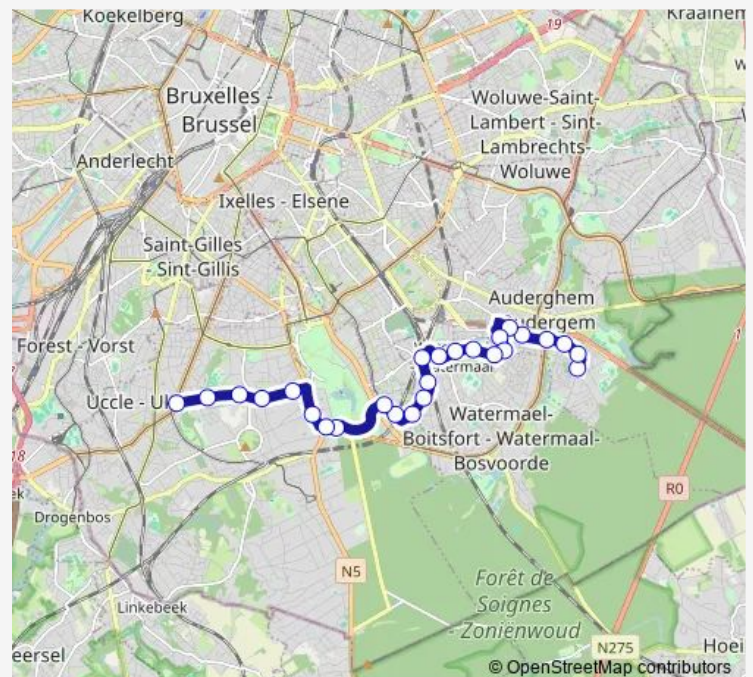 Koekelberg
Kraainem
19
Bruxelles -
Brussel
Woluwe-Saint-
Lambert - Sint-
Lambrechts-
Woluwe
Anderlecht
Ixelles - Elsene
Saint-Gilles
- Sint-Gillis
Auderghem
Forest - Vorst
Uccle - U
Watermael-
Boitsfort - Watermaal-
Bosvoorde
18
R0
Drogenbos
N5
Forêt de
Soignes
- Zoniënwoud
Linkebeek
eersel
N275
Hoei
© OpenStreetMap contributors